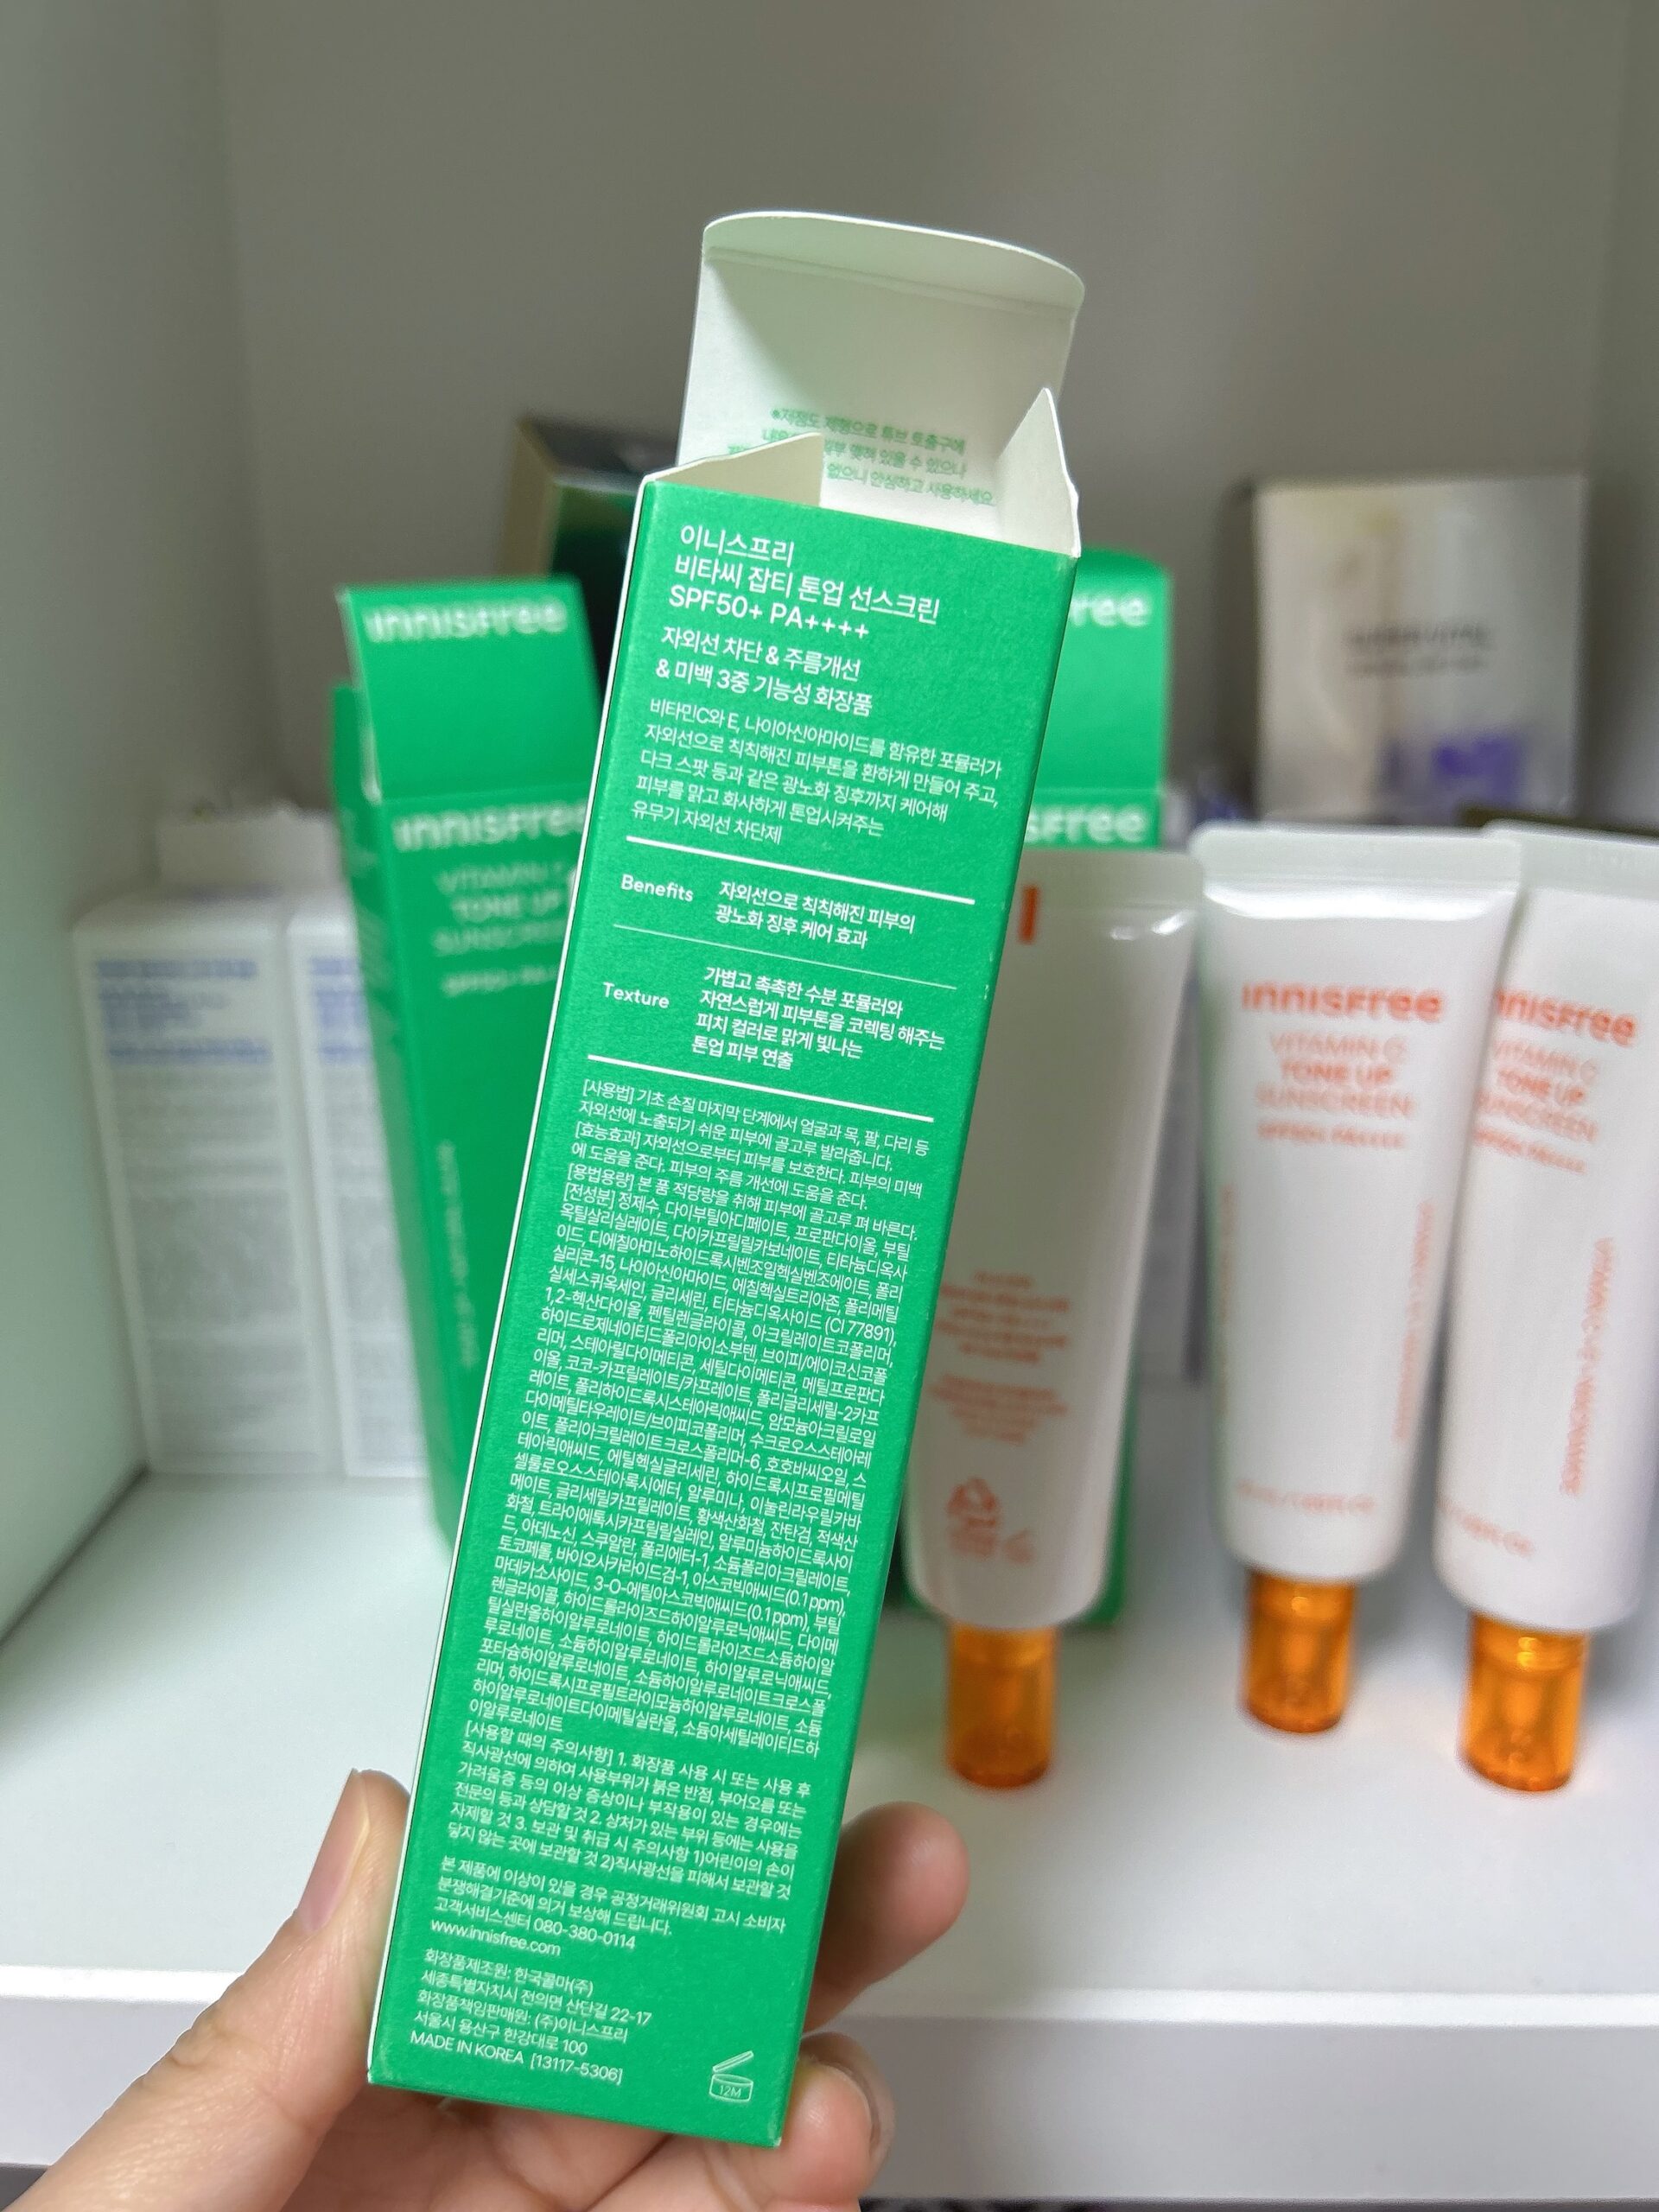 ※저점도 제형으로 튜브 토출구에
맺혀 있을 수 있으나
없으니 안심하고 사용하세요.
이니스프리
비타씨 잡티 톤업 선스크린
SPF50+ PA++++
자외선 차단 & 주름개선
& 미백 3중 기능성 화장품
비타민C와 E, 나이아신아마이드를 함유한 포뮬러가
자외선으로 칙칙해진 피부톤을 환하게 만들어 주고,
다크 스팟 등과 같은 광노화 징후까지 케어해
피부를 맑고 화사하게 톤업시켜주는
유무기 자외선 차단제
Benefits 자외선으로 칙칙해진 피부의
광노화 징후 케어 효과
Texture 가볍고 촉촉한 수분 포뮬러와
자연스럽게 피부톤을 코렉팅 해주는
피치 컬러로 맑게 빛나는
톤업 피부 연출
[사용법] 기초 손질 마지막 단계에서 얼굴과 목, 팔, 다리 등
자외선에 노출되기 쉬운 피부에 골고루 발라줍니다.
[효능효과] 자외선으로부터 피부를 보호한다. 피부의 미백
에 도움을 준다. 피부의 주름 개선에 도움을 준다.
[용법용량] 본 품 적당량을 취해 피부에 골고루 펴 바른다.
[전성분] 정제수, 다이부틸아디페이트, 프로판다이올, 부틸
옥틸살리실레이트, 다이카프릴릴카보네이트, 티타늄디옥사
이드, 디에칠아미노하이드록시벤조일헥실벤조에이트, 폴리
실리콘-15, 나이아신아마이드, 에칠헥실트리아존, 폴리메틸
실세스퀴옥세인, 글리세린, 티타늄디옥사이드 (CI 77891),
1,2-헥산다이올, 펜틸렌글라이콜, 아크릴레이트코폴리머,
하이드로제네이티드폴리아이소부텐, 브이피/에이코신코폴
리머, 스테아릴다이메티콘, 세틸다이메티콘, 메틸프로판다
이올, 코코-카프릴레이트/카프레이트, 폴리글리세릴-2카프
레이트, 폴리하이드록시스테아릭애씨드, 암모늄아크릴로일
다이메틸타우레이트/브이피코폴리머, 수크로오스스테아레
이트, 폴리아크릴레이트크로스폴리머-6, 호호바씨오일, 스
테아릭애씨드, 에틸헥실글리세린, 하이드록시프로필메틸
셀룰로오스스테아록시에터, 알루미나, 이눌린라우릴카바
메이트, 글리세릴카프릴레이트, 황색산화철, 잔탄검, 적색산
화철, 트라이에톡시카프릴릴실레인, 알루미늄하이드록사이
드, 아데노신, 스쿠알란, 폴리에터-1, 소듐폴리아크릴레이트,
토코페롤, 바이오사카라이드검-1, 아스코빅애씨드(0.1ppm),
마데카소사이드, 3-O-에틸아스코빅애씨드(0.1ppm), 부틸
렌글라이콜, 하이드롤라이즈드하이알루로닉애씨드, 다이메
틸실란올하이알루로네이트, 하이드롤라이즈드소듐하이알
루로네이트, 소듐하이알루로네이트, 하이알루로닉애씨드,
포타슘하이알루로네이트, 소듐하이알루로네이트크로스폴
리머, 하이드록시프로필트라이모늄하이알루로네이트, 소듐
하이알루로네이트다이메틸실란올, 소듐아세틸레이티드하
이알루로네이트
[사용할 때의 주의사항] 1. 화장품 사용 시 또는 사용 후
직사광선에 의하여 사용부위가 붉은 반점, 부어오름 또는
가려움증 등의 이상 증상이나 부작용이 있는 경우에는
전문의 등과 상담할 것 2. 상처가 있는 부위 등에는 사용을
자제할 것 3. 보관 및 취급 시 주의사항 1)어린이의 손이
닿지 않는 곳에 보관할 것 2)직사광선을 피해서 보관할 것
본 제품에 이상이 있을 경우 공정거래위원회 고시 소비자
분쟁해결기준에 의거 보상해 드립니다.
고객서비스센터 080-380-0114
www.innisfree.com
화장품제조원: 한국콜마(주)
세종특별자치시 전의면 산단길 22-17
화장품책임판매원: (주)이니스프리
서울시 용산구 한강대로 100
MADE IN KOREA [13117-5306]
12M
innisfree
innisfree
VITAMIN C
TONE UP
SUNSCREEN
innisfree
VITAMIN C
TONE UP
SUNSCREEN
SPF50+ PA++++
innisfree
VITAMIN C
TONE UP
SUNSCREEN
SPF50+ PA++++